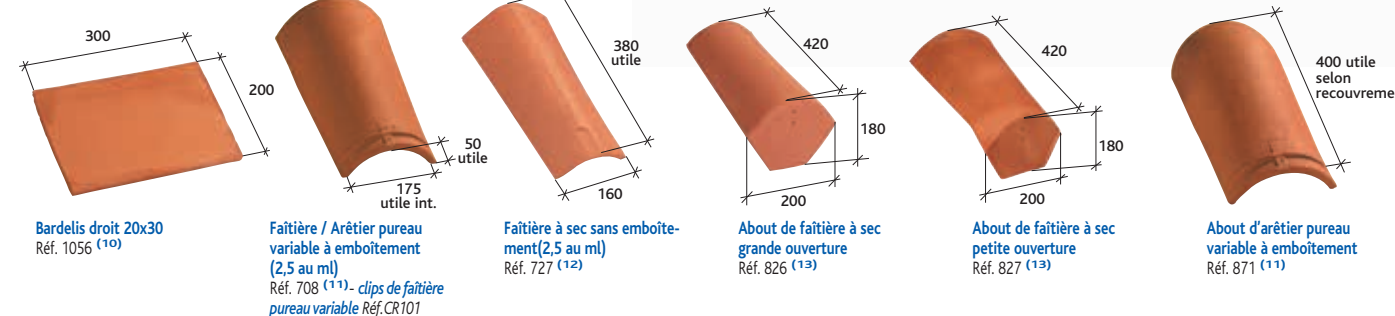 300
200
50
utile
175
utile int.
380
utile
160
420
180
200
420
180
200
400 utile
selon
recouvreme
Bardelis droit 20x30
Réf. 1056 (10)
Faîtière / Arêtier pureau
variable à emboîtement
(2,5 au ml)
Réf. 708 (11)- clips de faîtière
pureau variable Réf.CR101
Faîtière à sec sans emboîte-
ment(2,5 au ml)
Réf. 727 (12)
About de faîtière à sec
grande ouverture
Réf. 826 (13)
About de faîtière à sec
petite ouverture
Réf. 827 (13)
About d'arêtier pureau
variable à emboîtement
Réf. 871 (11)